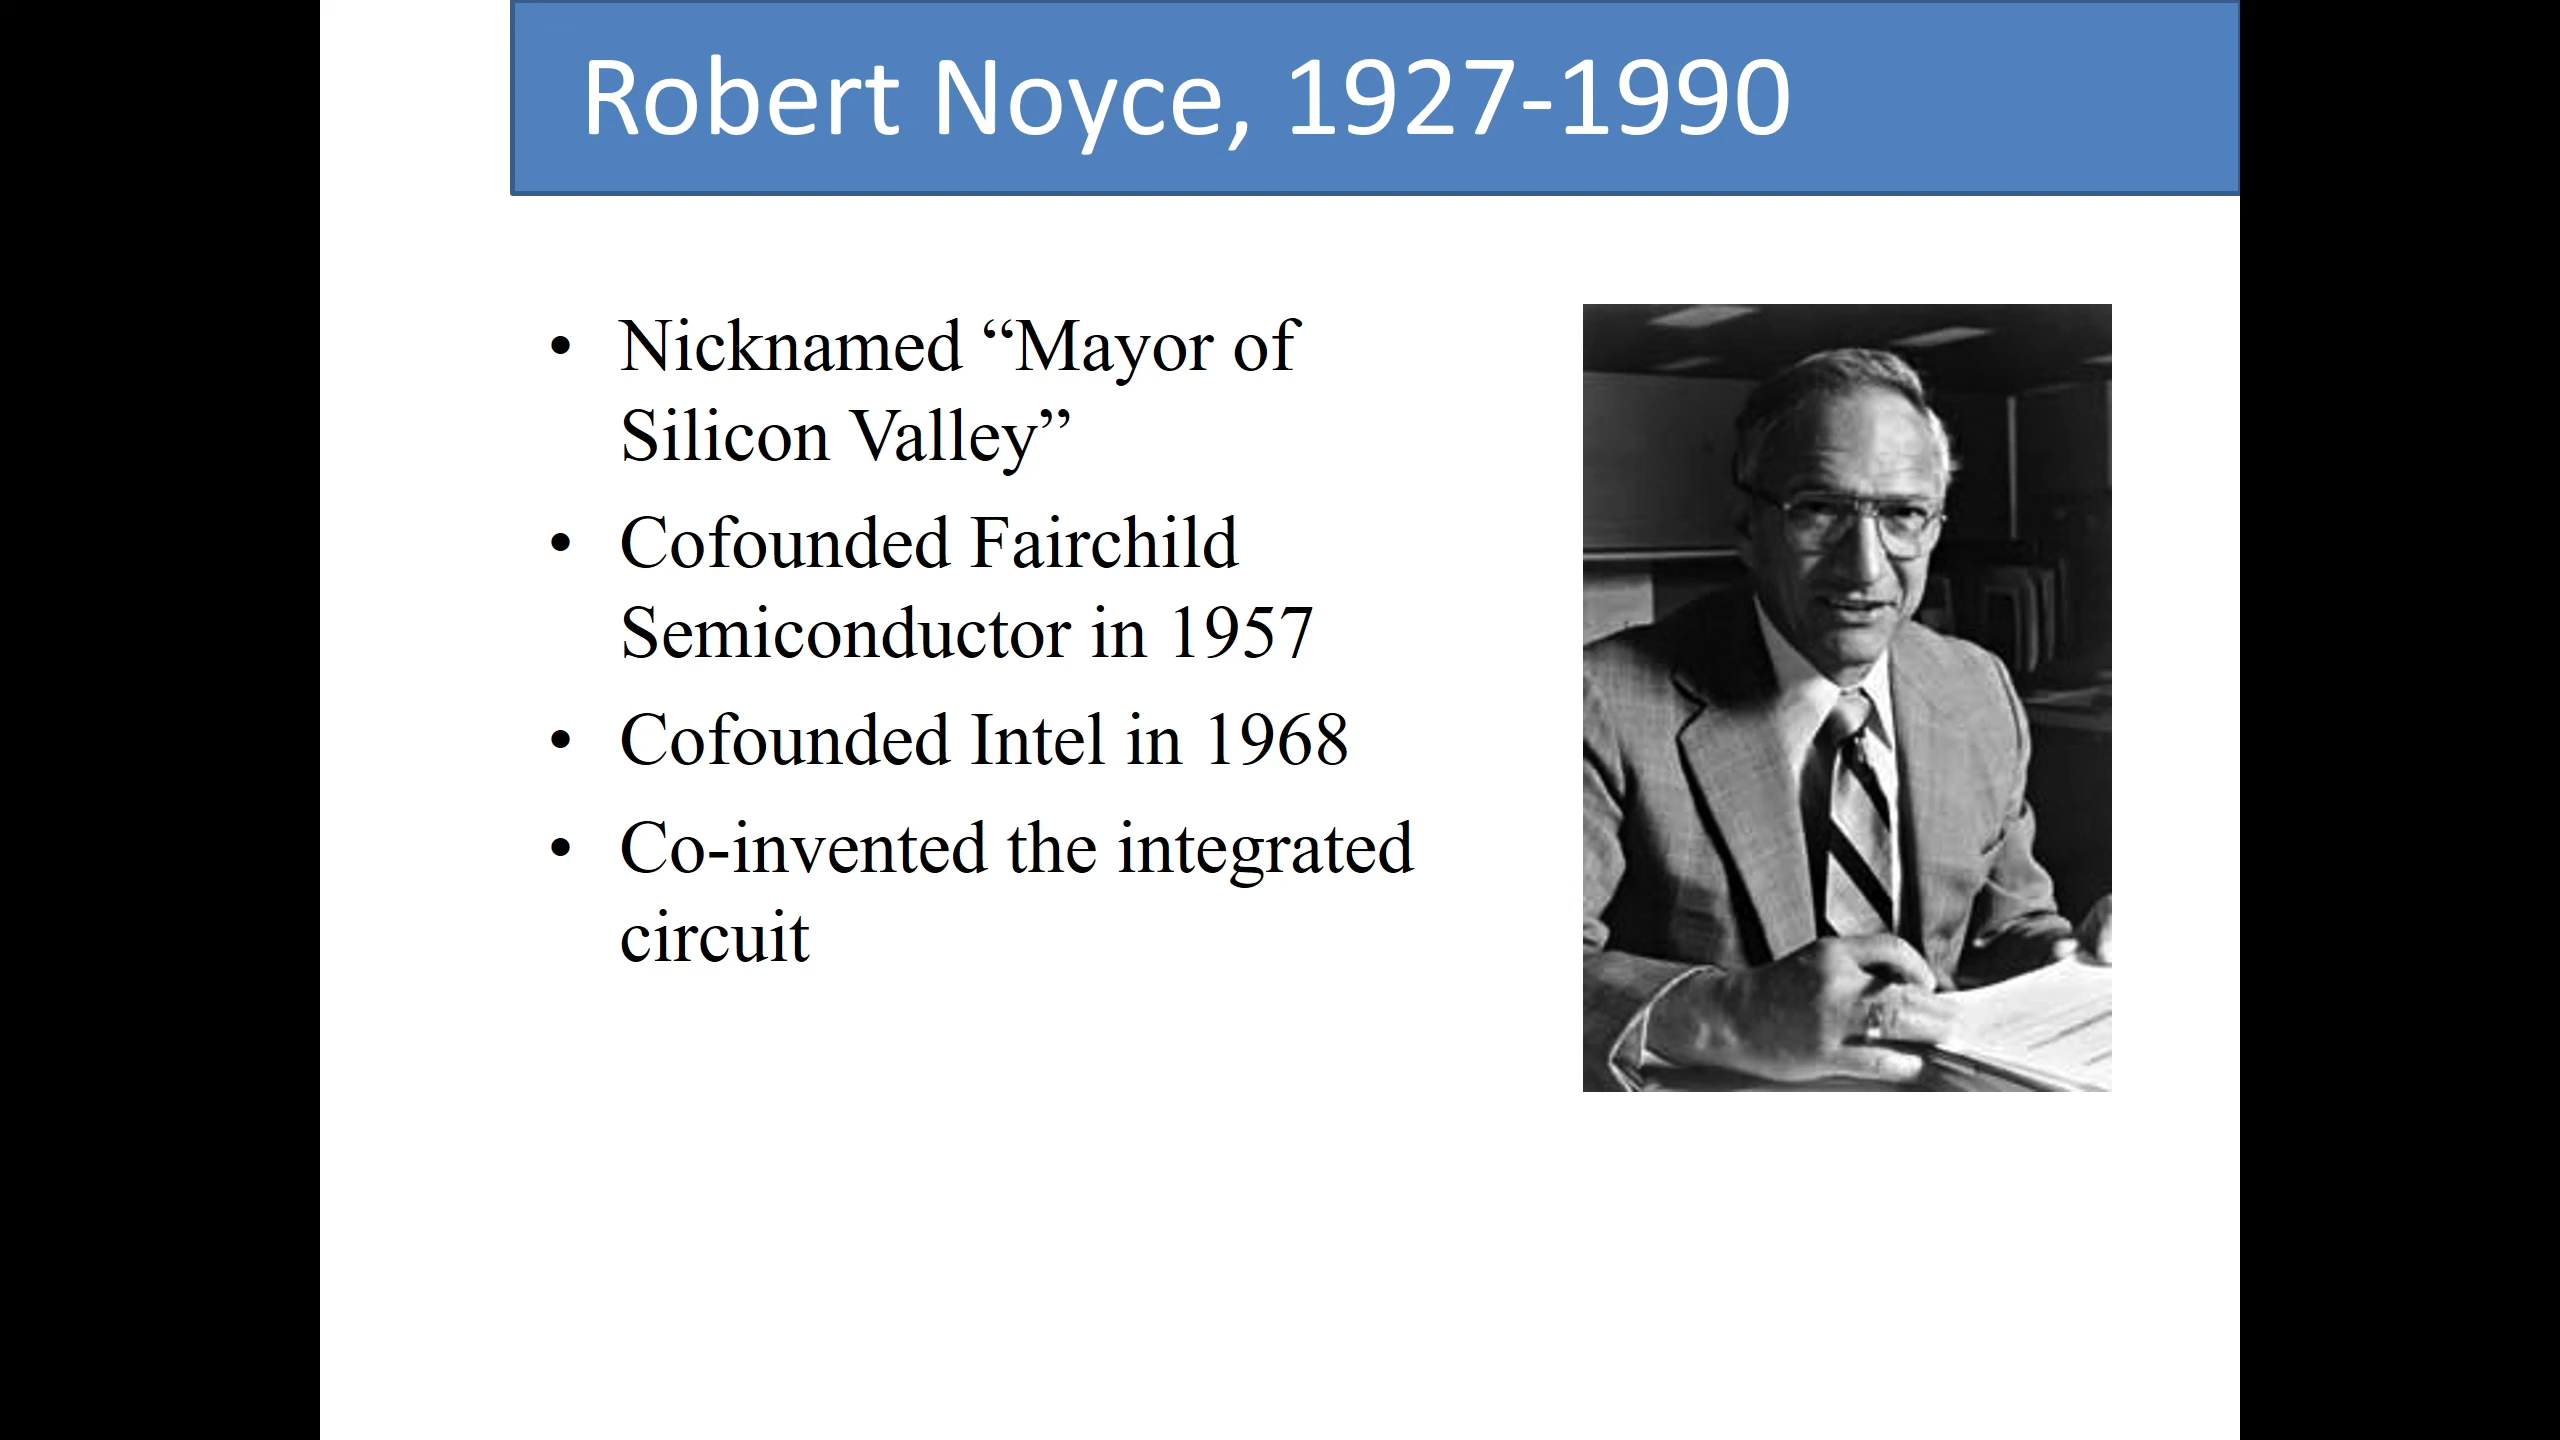 Robert Noyce, 1927-1990
• Nicknamed “Mayor of
Silicon Valley”
• Cofounded Fairchild
Semiconductor in 1957
• Cofounded Intel in 1968
• Co-invented the integrated
circuit